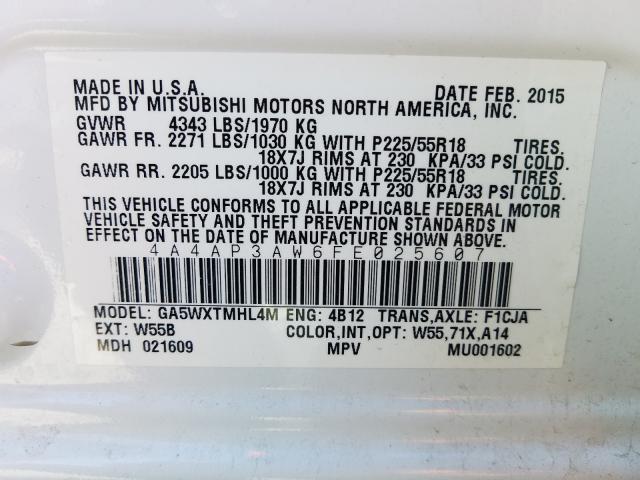 MADE IN U.S.A. DATE FEB. 2015
MFD BY MITSUBISHI MOTORS NORTH AMERICA, INC.
GVWR 4343 LBS/1970 KG
GAWR FR. 2271 LBS/1030 KG WITH P225/55R18 TIRES.
18X7J RIMS AT 230 KPA/33 PSI COLD.
GAWR RR. 2205 LBS/1000 KG WITH P225/55R18 TIRES.
18X7J RIMS AT 230 KPA/33 PSI COLD.
THIS VEHICLE CONFORMS TO ALL APPLICABLE FEDERAL MOTOR
VEHICLE SAFETY AND THEFT PREVENTION STANDARDS IN
EFFECT ON THE DATE OF MANUFACTURE SHOWN ABOVE.
4A4AP3AW6FE025607
MODEL: GA5WXTMHL4M ENG: 4B12 TRANS,AXLE: F1CJA
EXT: W55B COLOR,INT,OPT: W55,71X,A14
MDH 021609 MPV MU001602